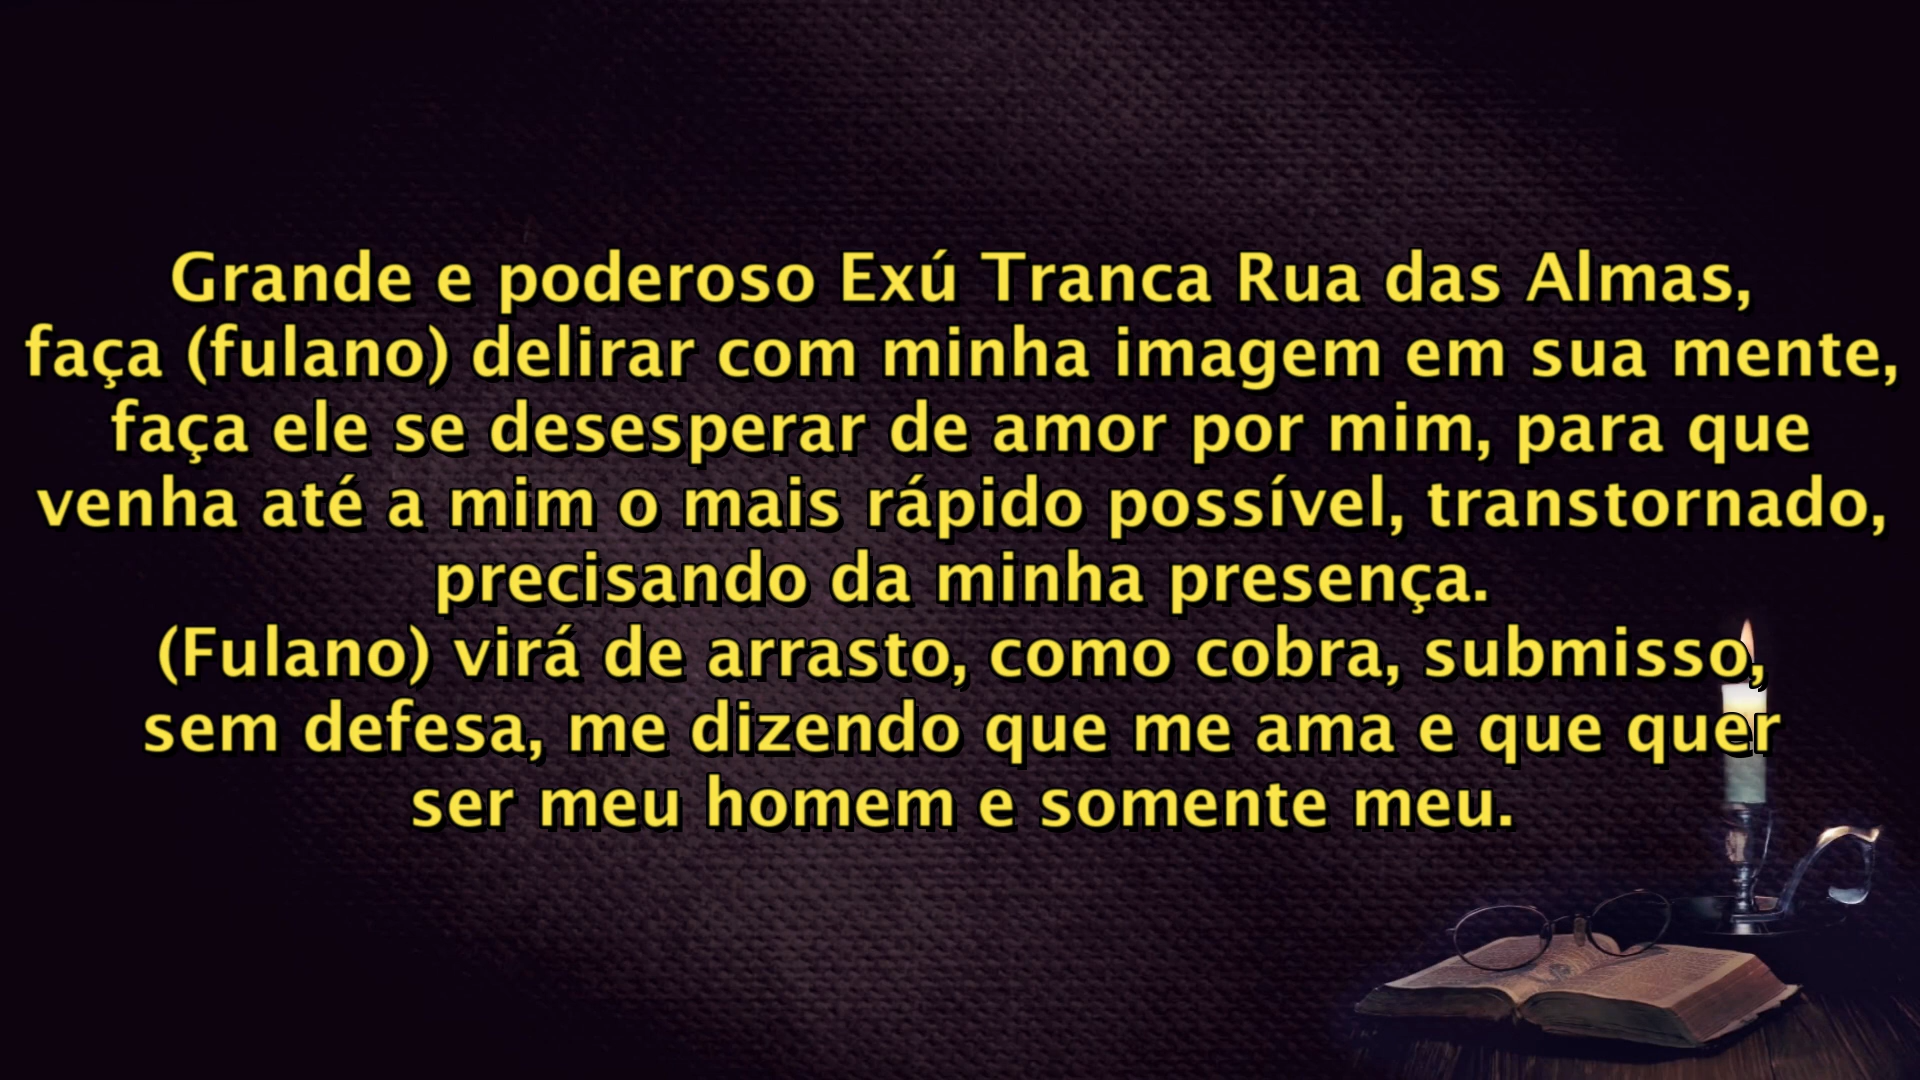 Grande e poderoso Exú Tranca Rua das Almas,
faça (fulano) delirar com minha imagem em sua mente,
faça ele se desesperar de amor por mim, para que
venha até a mim o mais rápido possível, transtornado,
precisando da minha presença.
(Fulano) virá de arrasto, como cobra, submisso,
sem defesa, me dizendo que me ama e que quer
ser meu homem e somente meu.